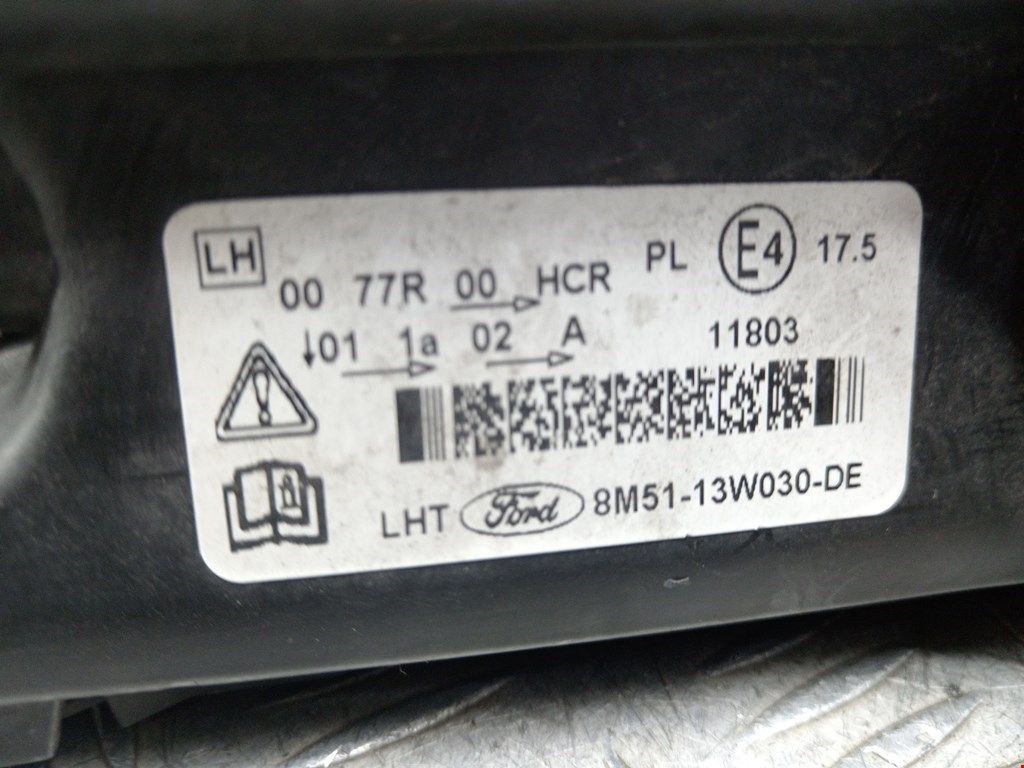 LH
00 77R 00 HCR PL E4 17.5
↓01 1a 02 A 11803
LHT Ford 8M51-13W030-DE